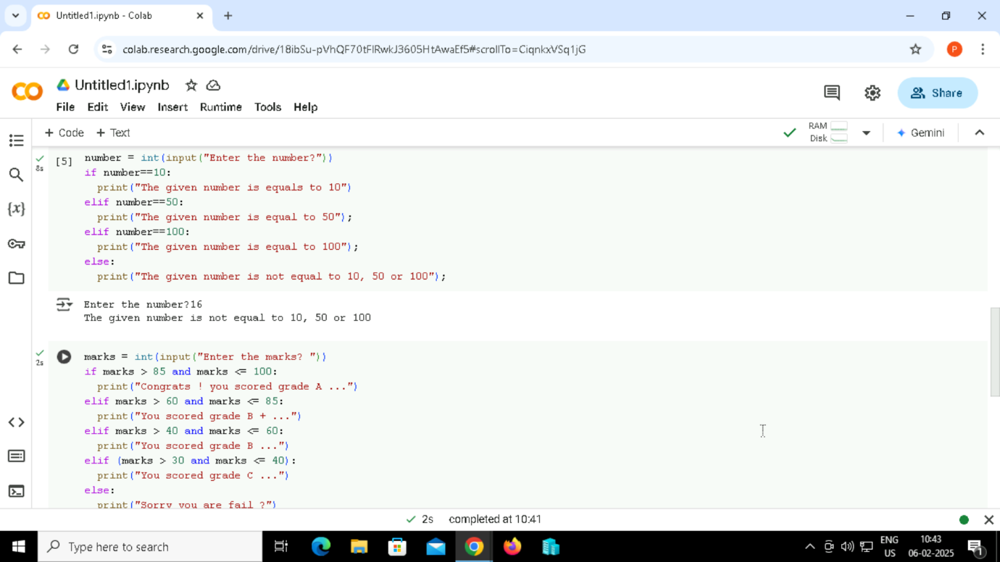 Untitled1.ipynb - Colab
colab.research.google.com/drive/18ibSu-pVhQF70tFlRwkJ3605HtAwaEf5#scrollTo=CiqnkxVSq1jG
P
Untitled1.ipynb
File Edit View Insert Runtime Tools Help
Share
+ Code + Text
RAM
Disk
Gemini
[5]
8s
number = int(input("Enter the number?"))
if number==10:
print("The given number is equals to 10")
elif number==50:
print("The given number is equal to 50");
elif number==100:
print("The given number is equal to 100");
else:
print("The given number is not equal to 10, 50 or 100");
Enter the number?16
The given number is not equal to 10, 50 or 100
2s
marks = int(input("Enter the marks? "))
if marks > 85 and marks <= 100:
print("Congrats ! you scored grade A ...")
elif marks > 60 and marks <= 85:
print("You scored grade B + ...")
elif marks > 40 and marks <= 60:
print("You scored grade B ...")
elif (marks > 30 and marks <= 40):
print("You scored grade C ...")
else:
print("Sorry you are fail ?")
{x}
2s completed at 10:41
Type here to search
ENG
US
10:43
06-02-2025
1